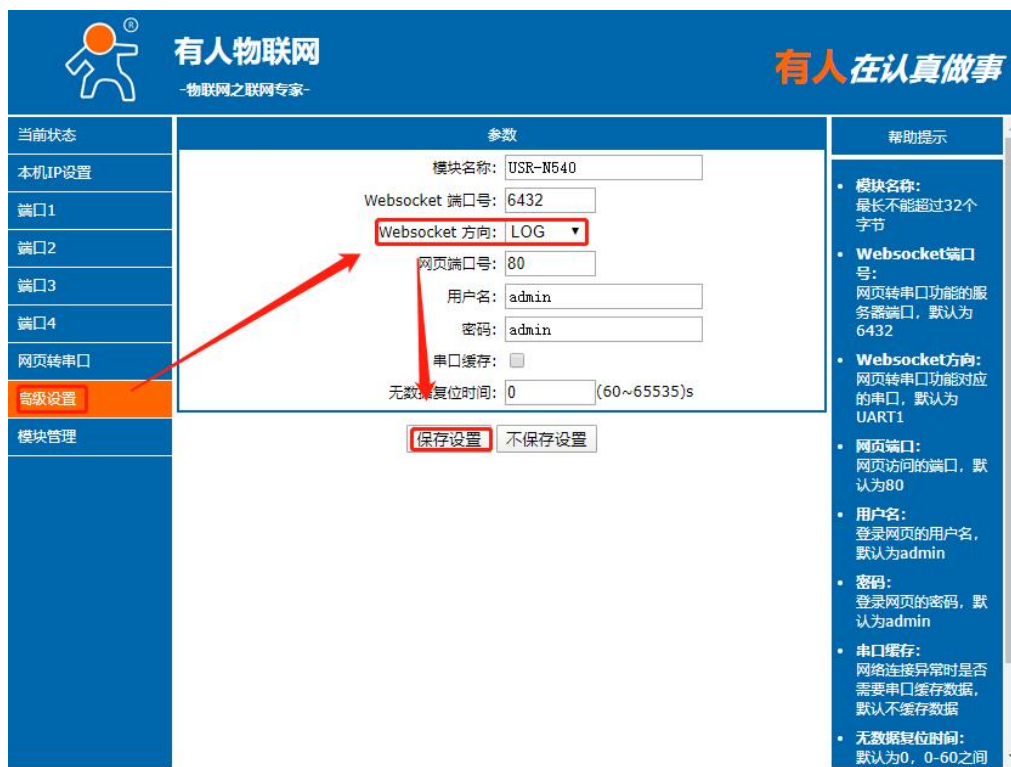 ®
有人物联网
-物联网之联网专家-
有人在认真做事
当前状态
本机IP设置
端口1
端口2
端口3
端口4
网页转串口
高级设置
模块管理
参数
模块名称: USR-N540
Websocket 端口号: 6432
Websocket 方向: LOG ▼
网页端口号: 80
用户名: admin
密码: admin
串口缓存:
无数据复位时间: 0 (60~65535)s
保存设置 不保存设置
帮助提示
• 模块名称:
最长不能超过32个
字节
• Websocket端口
号:
网页转串口功能的服
务器端口，默认为
6432
• Websocket方向:
网页转串口功能对应
的串口，默认为
UART1
• 网页端口:
网页访问的端口，默
认为80
• 用户名:
登录网页的用户名，
默认为admin
• 密码:
登录网页的密码，默
认为admin
• 串口缓存:
网络连接异常时是否
需要串口缓存数据，
默认不缓存数据
• 无数据复位时间:
默认为0，0-60之间